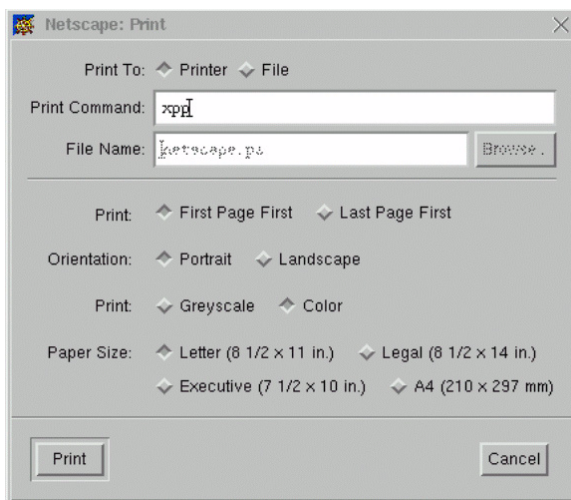 Netscape: Print
Print To: Printer File
Print Command: xpp
File Name: netscape.ps Browse..
Print: First Page First Last Page First
Orientation: Portrait Landscape
Print: Greyscale Color
Paper Size: Letter (8 1/2 x 11 in.) Legal (8 1/2 x 14 in.)
Executive (7 1/2 x 10 in.) A4 (210 x 297 mm)
Print Cancel